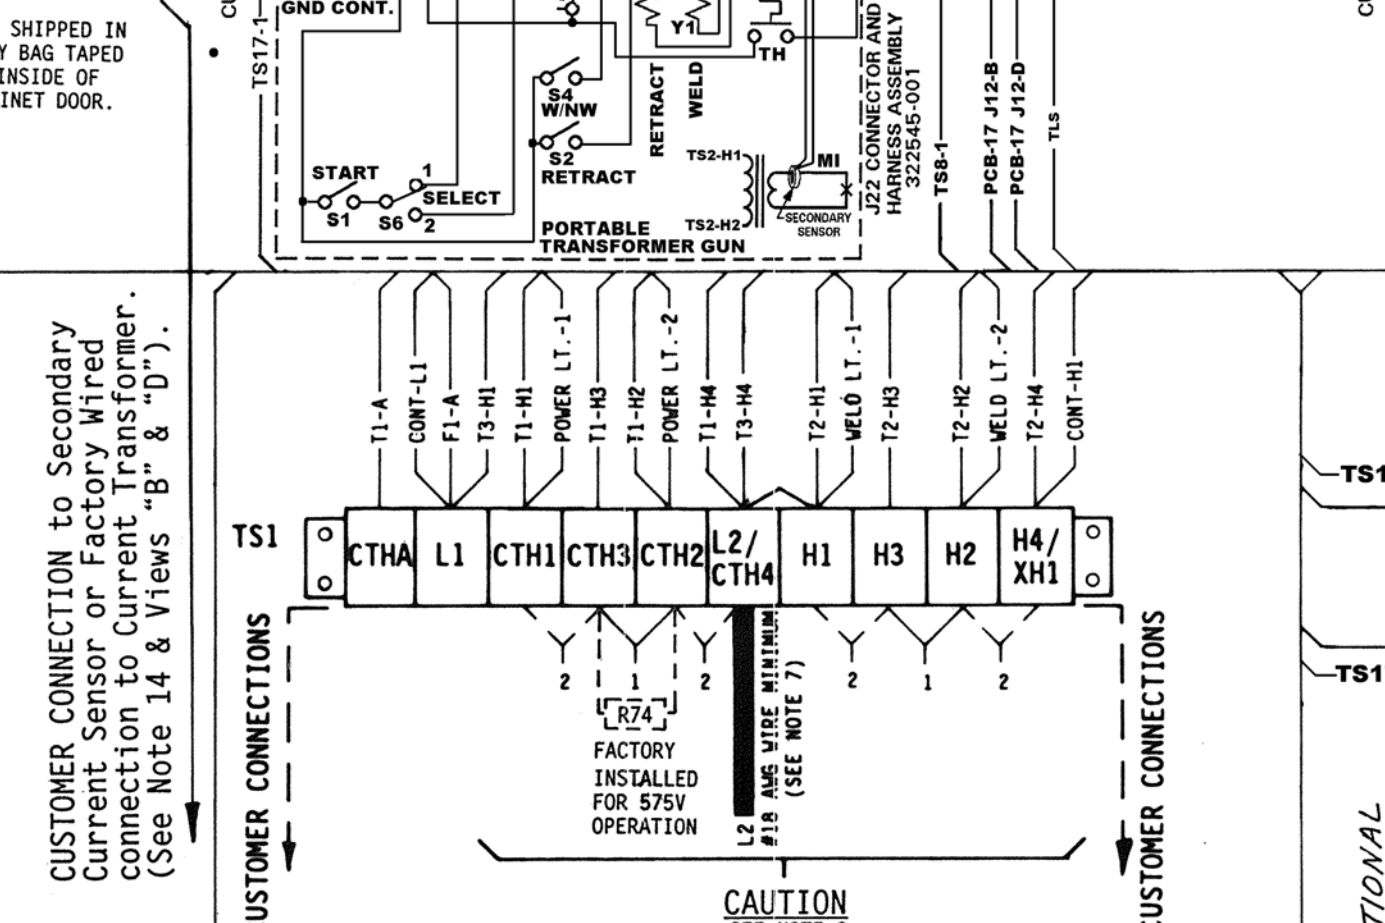 SHIPPED IN
Y BAG TAPED
INSIDE OF
INET DOOR.
TS17-1
GND CONT.
Y1
TH
S4
W/NW
S2
RETRACT
RETRACT
WELD
START
S1
S6
1
SELECT
2
PORTABLE
TRANSFORMER GUN
TS2-H1
TS2-H2
MI
SECONDARY
SENSOR
J22 CONNECTOR AND
HARNESS ASSEMBLY
322545-001
TS8-1
PCB-17 J12-B
PCB-17 J12-D
TLS
CUSTOMER CONNECTION to Secondary
Current Sensor or Factory Wired
connection to Current Transformer.
(See Note 14 & Views "B" & "D").
T1-A
CONT-L1
F1-A
T3-H1
T1-H1
POWER LT.-1
T1-H3
T1-H2
POWER LT.-2
T1-H4
T3-H4
T2-H1
WELD LT.-1
T2-H3
T2-H2
WELD LT.-2
T2-H4
CONT-H1
TS1
CTHA
L1
CTH1
CTH3
CTH2
L2/
CTH4
H1
H3
H2
H4/
XH1
TS1
TS1
2
1
2
2
1
2
R74
FACTORY
INSTALLED
FOR 575V
OPERATION
L2
#18 AWG WIRE MINIMUM
(SEE NOTE 7)
USTOMER CONNECTIONS
CUSTOMER CONNECTIONS
CAUTION
TIONAL